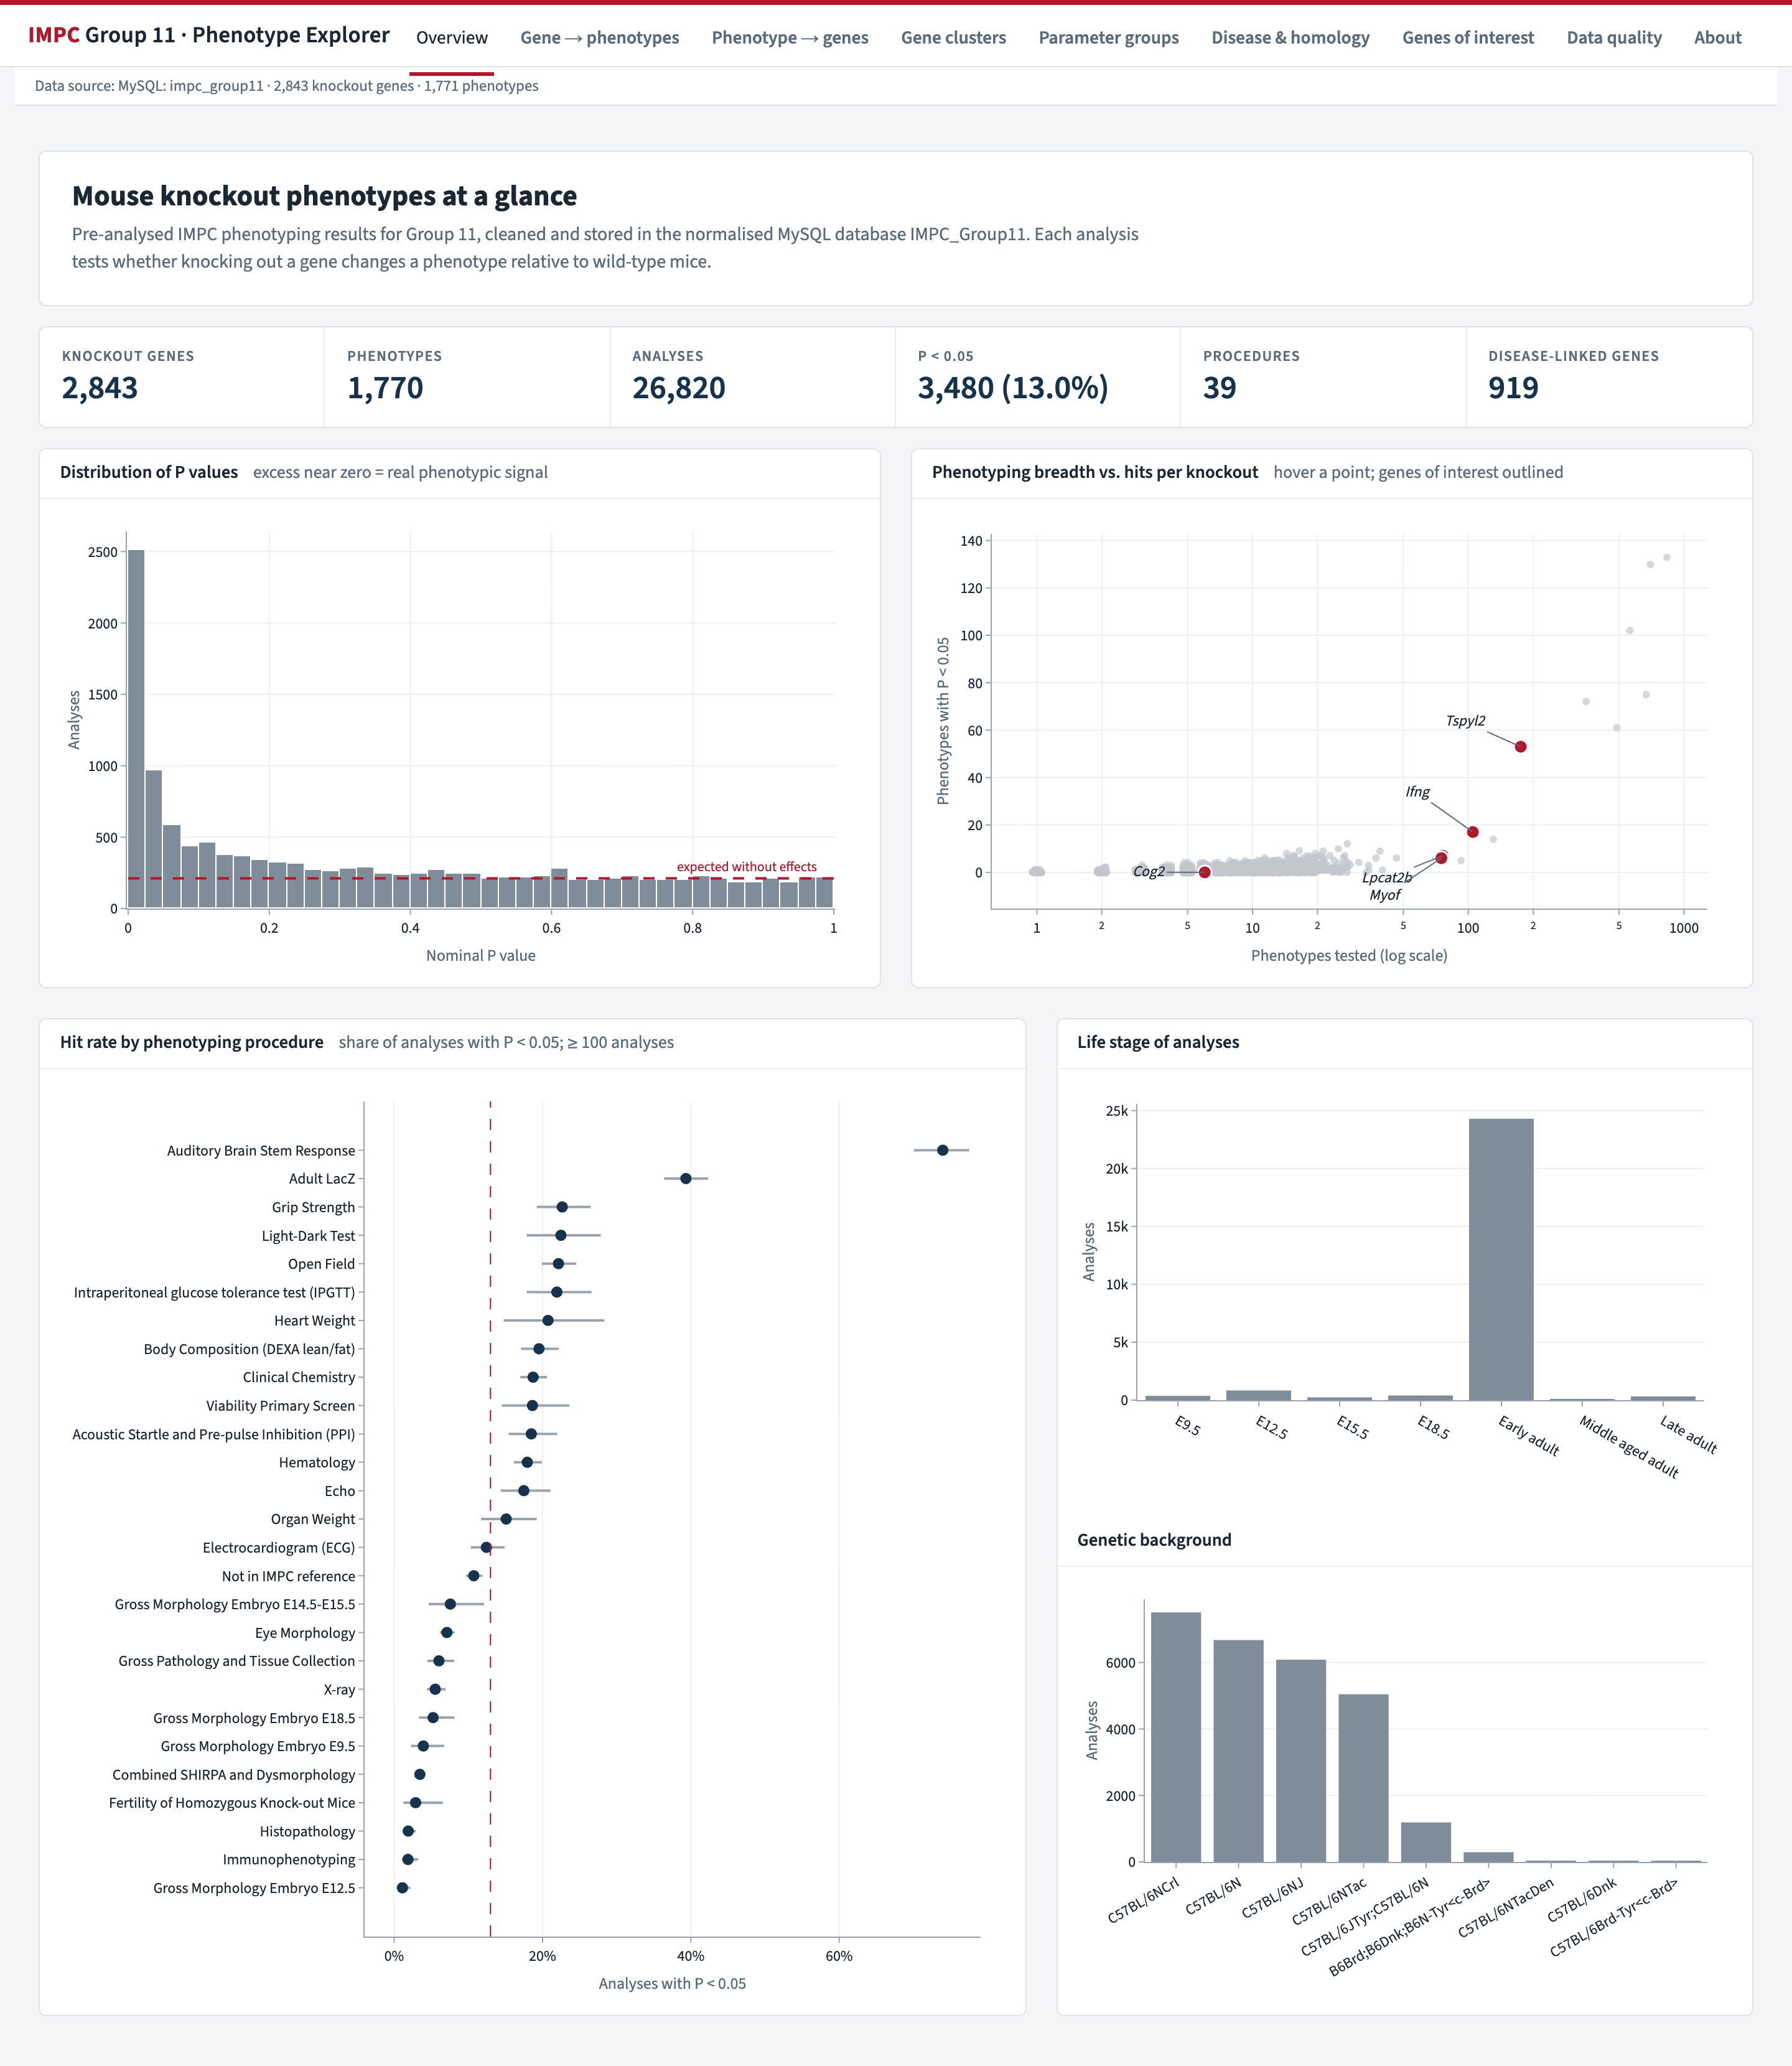 IMPC Group 11 · Phenotype Explorer
Overview
Gene → phenotypes
Phenotype → genes
Gene clusters
Parameter groups
Disease & homology
Genes of interest
Data quality
About
Data source: MySQL: impc_group11 · 2,843 knockout genes · 1,771 phenotypes
Mouse knockout phenotypes at a glance
Pre-analysed IMPC phenotyping results for Group 11, cleaned and stored in the normalised MySQL database IMPC_Group11. Each analysis
tests whether knocking out a gene changes a phenotype relative to wild-type mice.
KNOCKOUT GENES
2,843
PHENOTYPES
1,770
ANALYSES
26,820
P < 0.05
3,480 (13.0%)
PROCEDURES
39
DISEASE-LINKED GENES
919
Distribution of P values excess near zero = real phenotypic signal
2500
2000
1500
1000
500
0
Analyses
expected without effects
0 0.2 0.4 0.6 0.8 1
Nominal P value
Phenotyping breadth vs. hits per knockout hover a point; genes of interest outlined
140
120
100
80
60
40
20
0
Phenotypes with P < 0.05
Tspyl2
Ifng
Cog2
Lpcat2b
Myof
1 2 5 10 2 5 100 2 5 1000
Phenotypes tested (log scale)
Hit rate by phenotyping procedure share of analyses with P < 0.05; ≥ 100 analyses
Auditory Brain Stem Response
Adult LacZ
Grip Strength
Light-Dark Test
Open Field
Intraperitoneal glucose tolerance test (IPGTT)
Heart Weight
Body Composition (DEXA lean/fat)
Clinical Chemistry
Viability Primary Screen
Acoustic Startle and Pre-pulse Inhibition (PPI)
Hematology
Echo
Organ Weight
Electrocardiogram (ECG)
Not in IMPC reference
Gross Morphology Embryo E14.5-E15.5
Eye Morphology
Gross Pathology and Tissue Collection
X-ray
Gross Morphology Embryo E18.5
Gross Morphology Embryo E9.5
Combined SHIRPA and Dysmorphology
Fertility of Homozygous Knock-out Mice
Histopathology
Immunophenotyping
Gross Morphology Embryo E12.5
0% 20% 40% 60%
Analyses with P < 0.05
Life stage of analyses
25k
20k
15k
10k
5k
0
Analyses
E9.5
E12.5
E15.5
E18.5
Early adult
Middle aged adult
Late adult
Genetic background
6000
4000
2000
0
Analyses
C57BL/6NCrl
C57BL/6N
C57BL/6NJ
C57BL/6NTac
C57BL/6JTyr;C57BL/6N
B6Brd;B6Dnk;B6N-Tyr<c-Brd>
C57BL/6NTacDen
C57BL/6Dnk
C57BL/6Brd-Tyr<c-Brd>